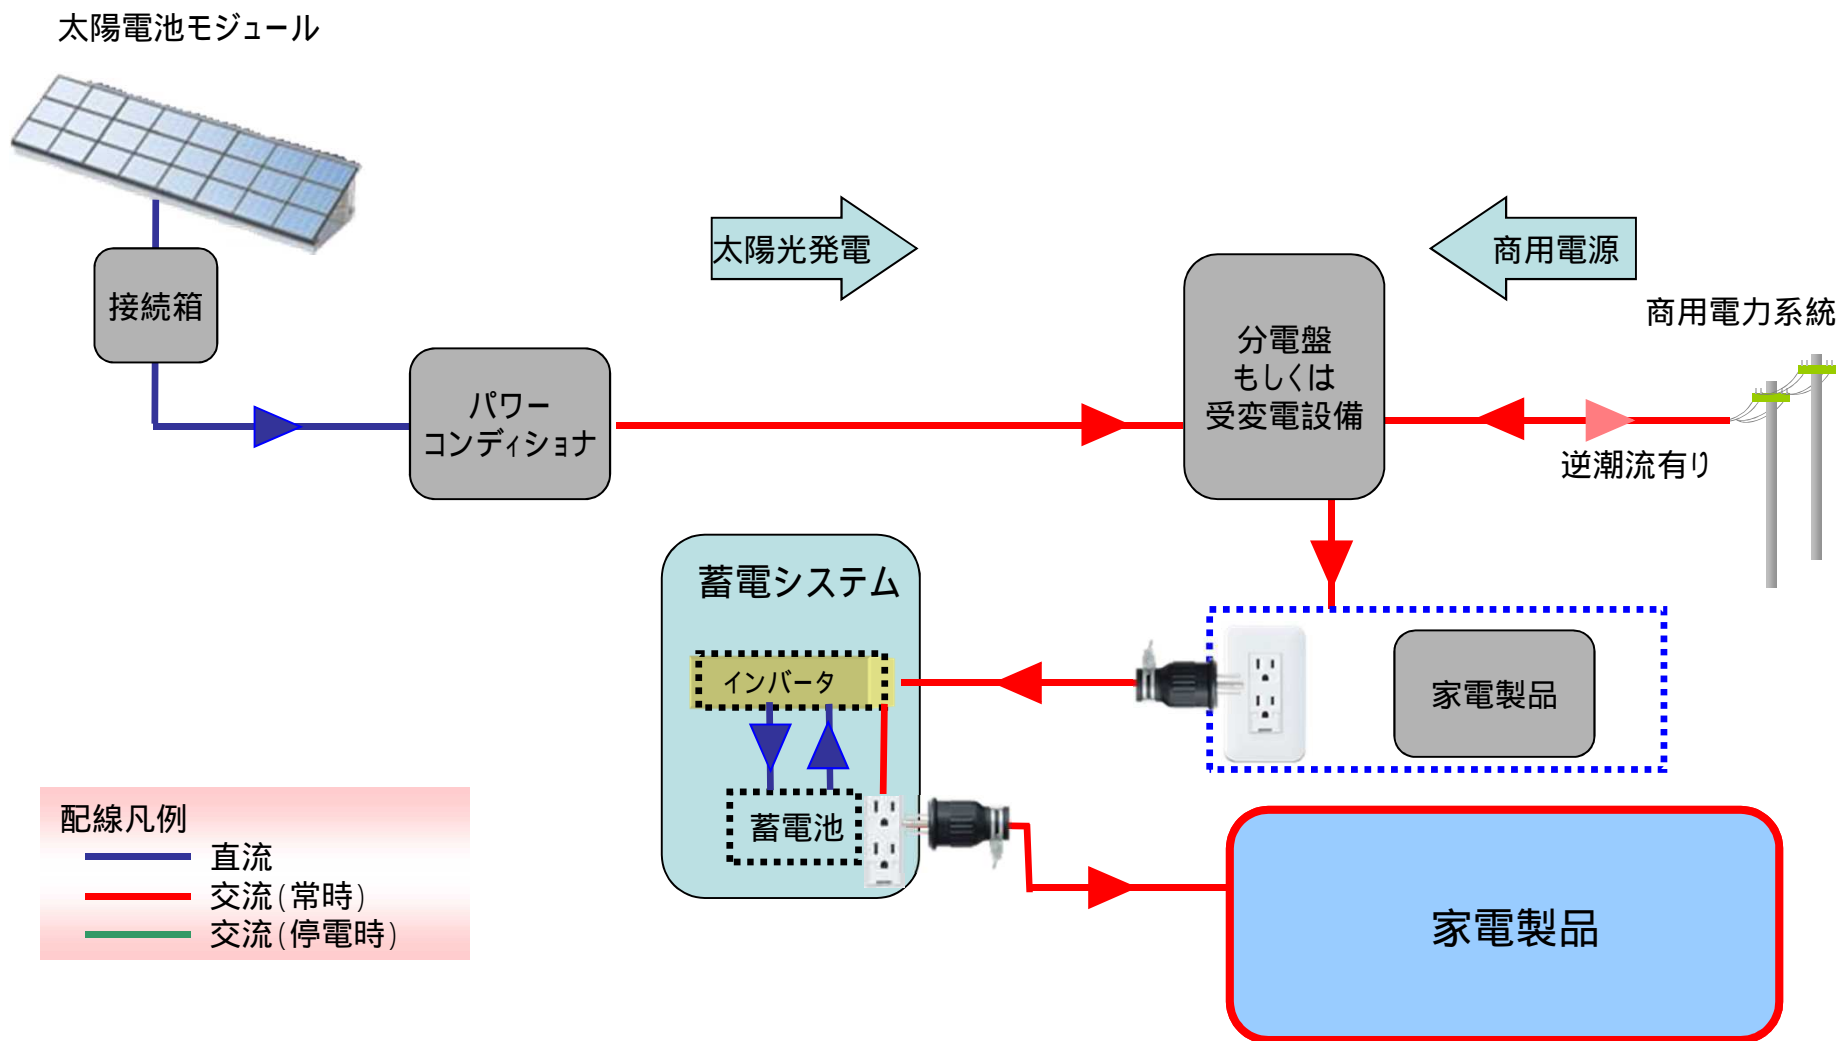 太陽電池モジュール
接続箱
パワー
コンディショナ
太陽光発電
分電盤
もしくは
受変電設備
商用電源
商用電力系統
逆潮流有り
蓄電システム
インバータ
蓄電池
家電製品
家電製品
配線凡例
直流
交流(常時)
交流(停電時)